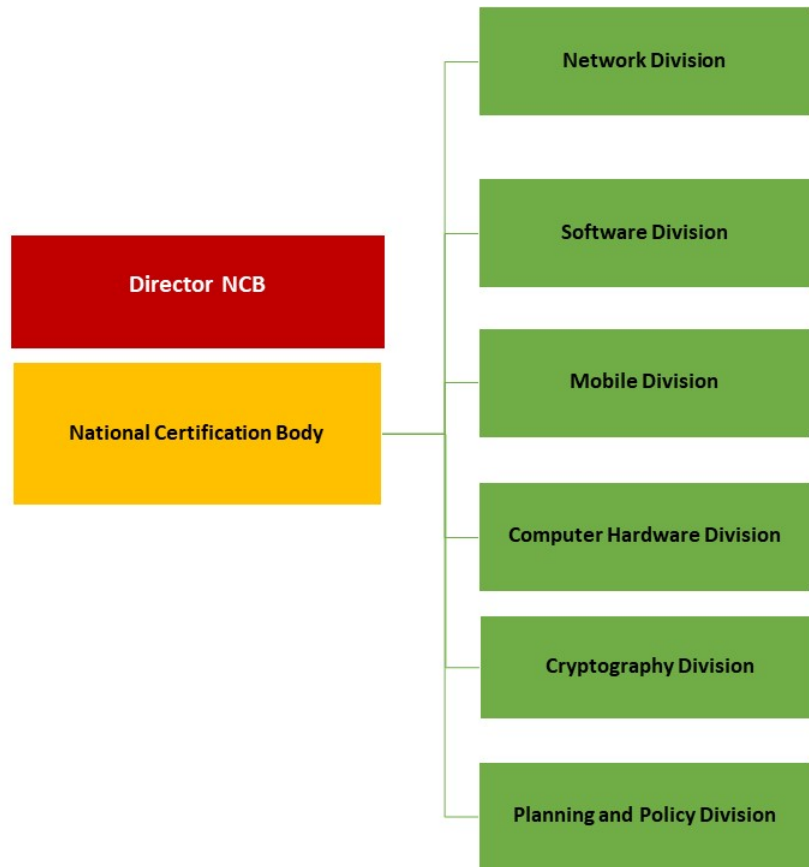 Network Division
Software Division
Director NCB
Mobile Division
National Certification Body
Computer Hardware Division
Cryptography Division
Planning and Policy Division